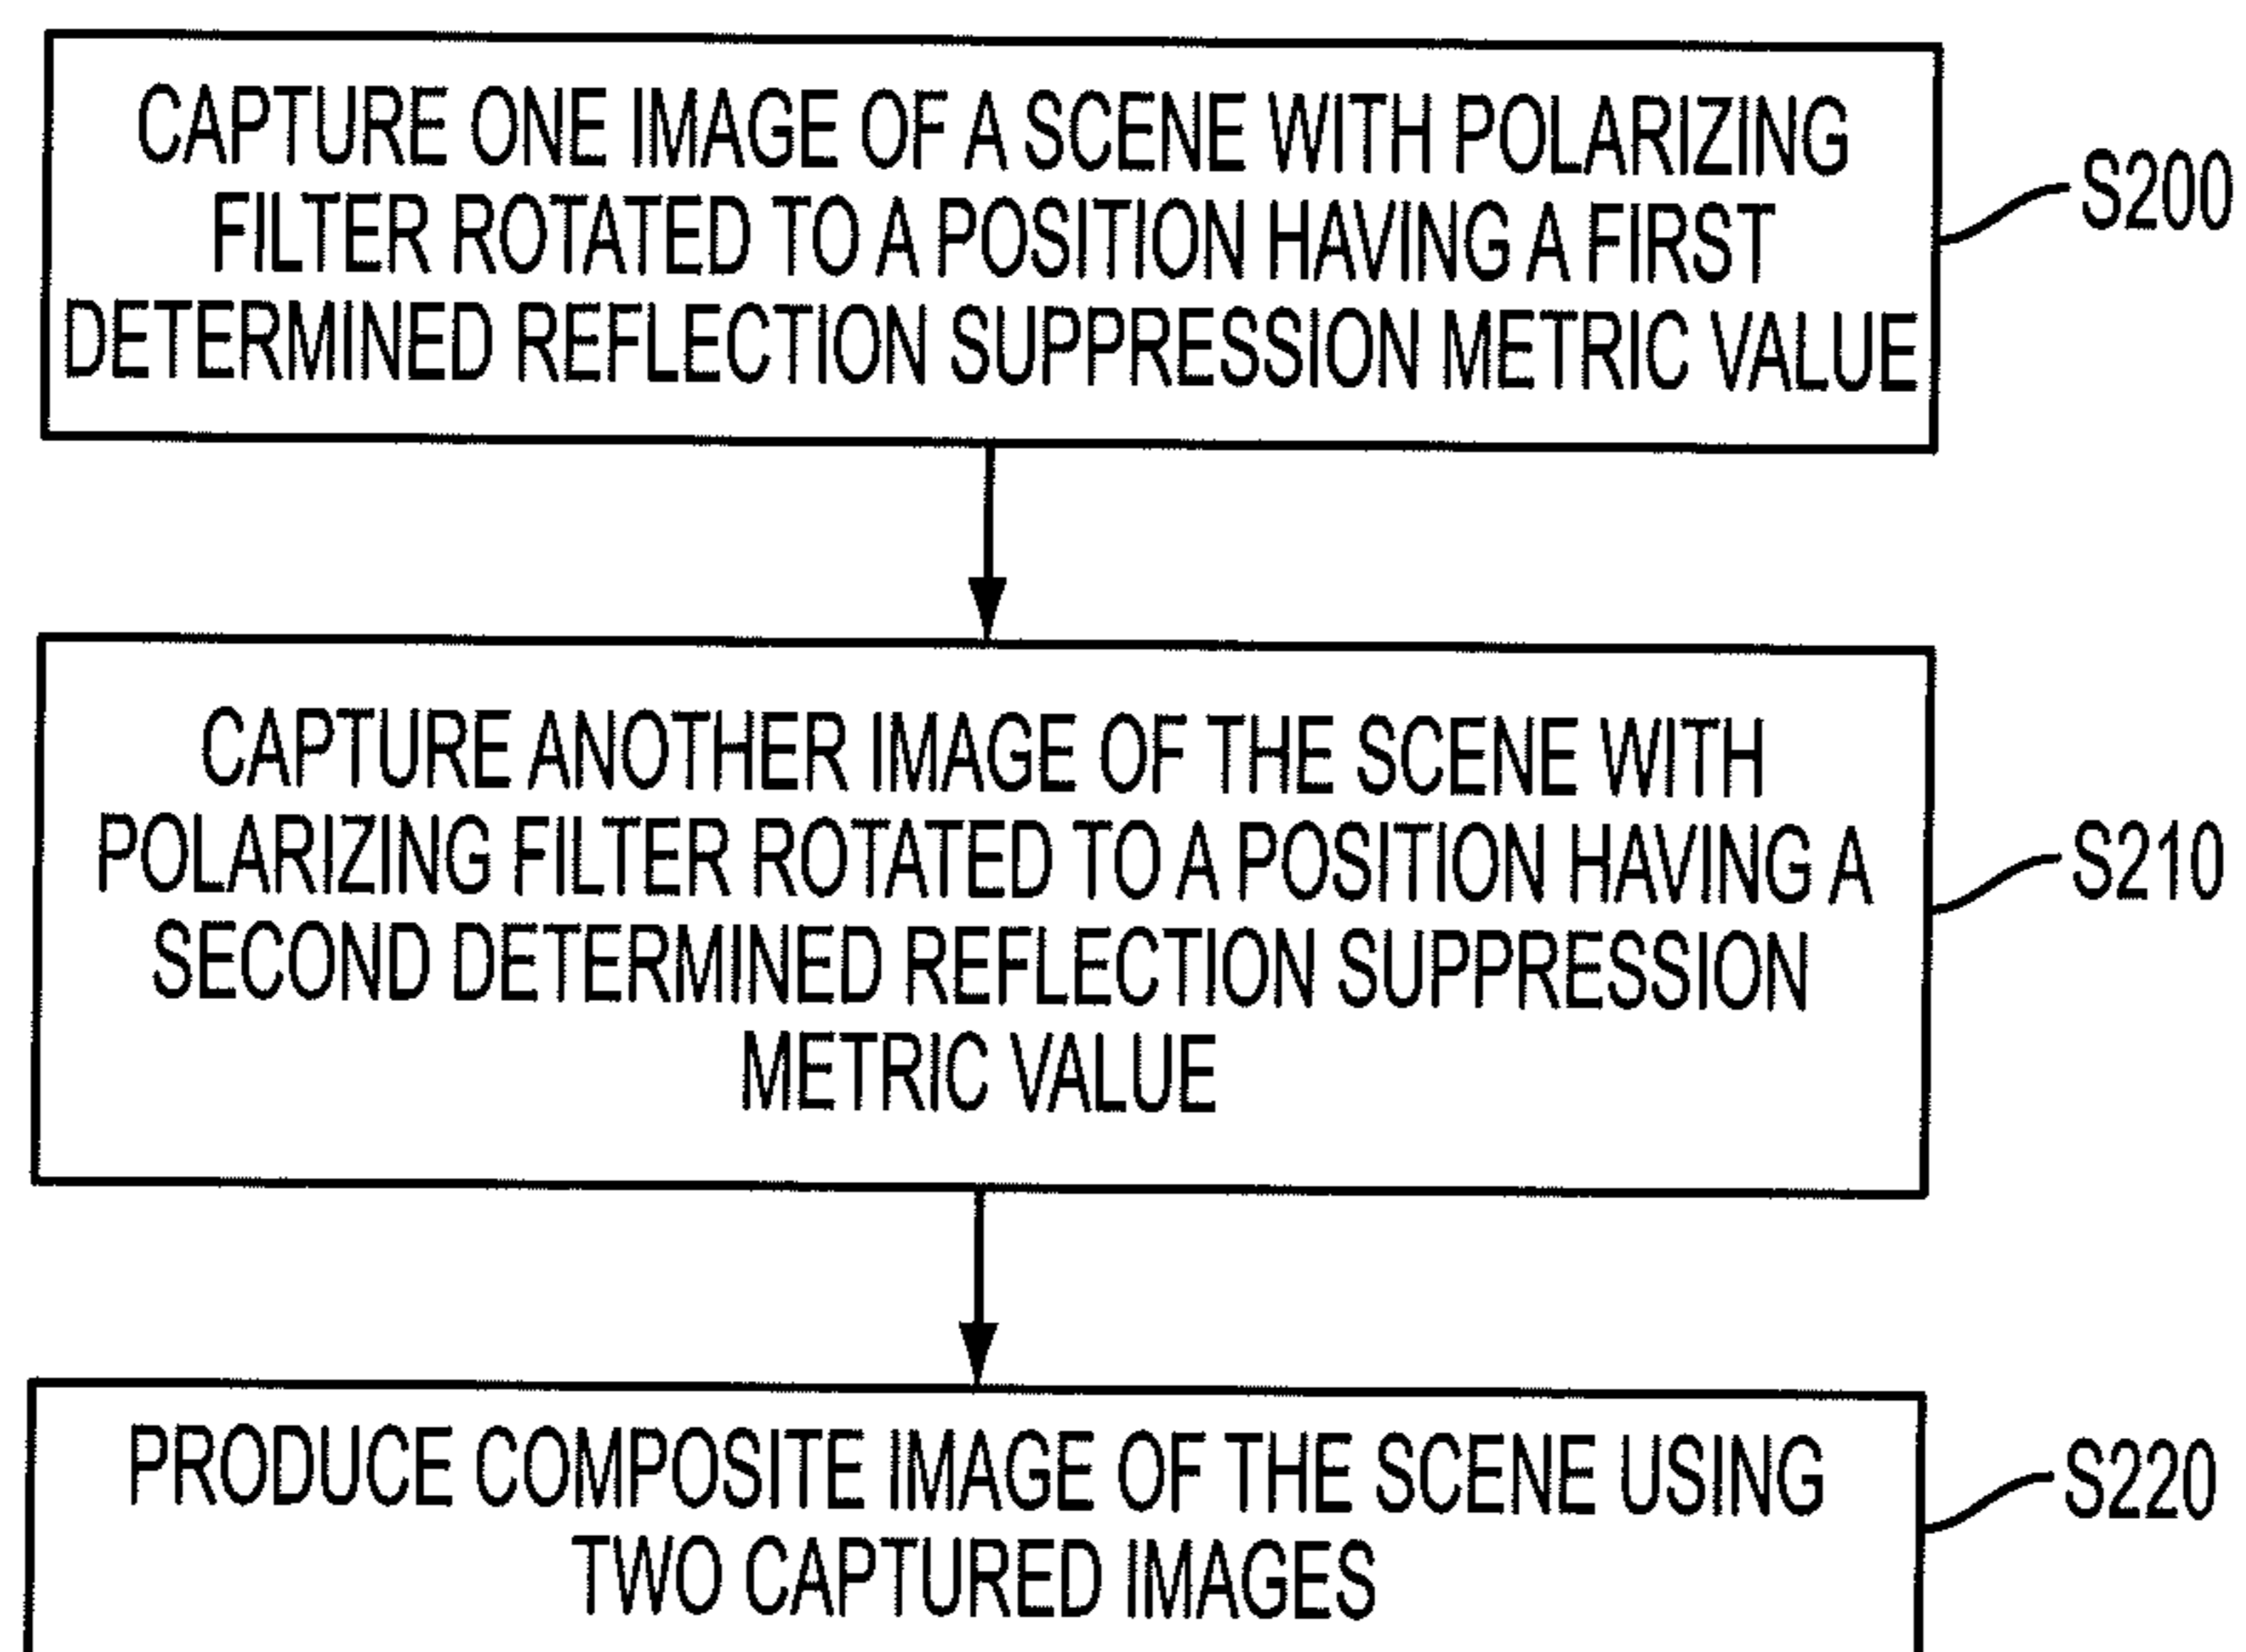 CAPTURE ONE IMAGE OF A SCENE WITH POLARIZING
FILTER ROTATED TO A POSITION HAVING A FIRST
DETERMINED REFLECTION SUPPRESSION METRIC VALUE
S200
CAPTURE ANOTHER IMAGE OF THE SCENE WITH
POLARIZING FILTER ROTATED TO A POSITION HAVING A
SECOND DETERMINED REFLECTION SUPPRESSION
METRIC VALUE
S210
PRODUCE COMPOSITE IMAGE OF THE SCENE USING
TWO CAPTURED IMAGES
S220